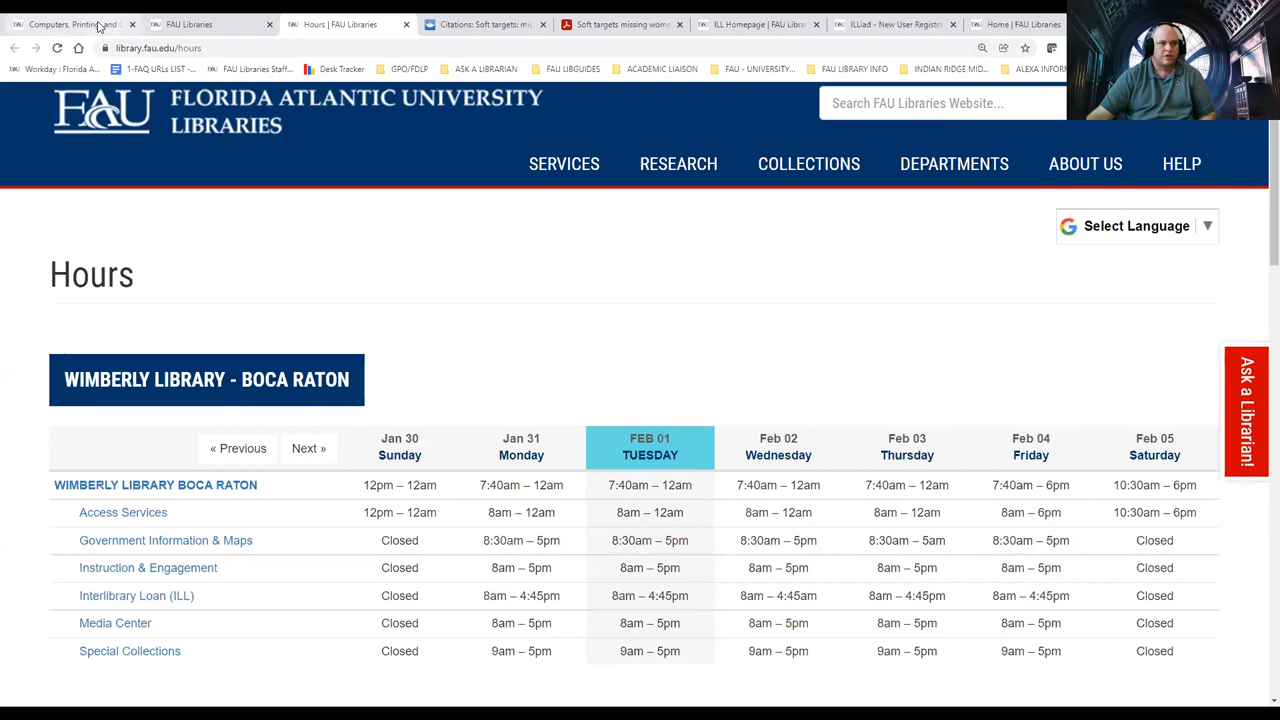 Computers, Printing and
FAU Libraries
Hours | FAU Libraries
Citations: Soft targets: mis
Soft targets missing wome
ILL Homepage | FAU Librar
ILLiad - New User Registra
Home | FAU Libraries
library.fau.edu/hours
Workday : Florida A...
1-FAQ URLs LIST -...
FAU Libraries Staff...
Desk Tracker
GPO/FDLP
ASK A LIBRARIAN
FAU LIBGUIDES
ACADEMIC LIAISON
FAU - UNIVERSITY...
FAU LIBRARY INFO
INDIAN RIDGE MID...
ALEXA INFOR
FAU
FLORIDA ATLANTIC UNIVERSITY
LIBRARIES
Search FAU Libraries Website...
SERVICES RESEARCH COLLECTIONS DEPARTMENTS ABOUT US HELP
Select Language ▼
Hours
WIMBERLY LIBRARY - BOCA RATON
« Previous Next »
Jan 30 Jan 31 FEB 01 Feb 02 Feb 03 Feb 04 Feb 05
Sunday Monday TUESDAY Wednesday Thursday Friday Saturday
WIMBERLY LIBRARY BOCA RATON 12pm – 12am 7:40am – 12am 7:40am – 12am 7:40am – 12am 7:40am – 12am 7:40am – 6pm 10:30am – 6pm
Access Services 12pm – 12am 8am – 12am 8am – 12am 8am – 12am 8am – 12am 8am – 6pm 10:30am – 6pm
Government Information & Maps Closed 8:30am – 5pm 8:30am – 5pm 8:30am – 5pm 8:30am – 5am 8:30am – 5pm Closed
Instruction & Engagement Closed 8am – 5pm 8am – 5pm 8am – 5pm 8am – 5pm 8am – 5pm Closed
Interlibrary Loan (ILL) Closed 8am – 4:45pm 8am – 4:45pm 8am – 4:45am 8am – 4:45pm 8am – 4:45pm Closed
Media Center Closed 8am – 5pm 8am – 5pm 8am – 5pm 8am – 5pm 8am – 5pm Closed
Special Collections Closed 9am – 5pm 9am – 5pm 9am – 5pm 9am – 5pm 9am – 5pm Closed
Ask a Librarian!